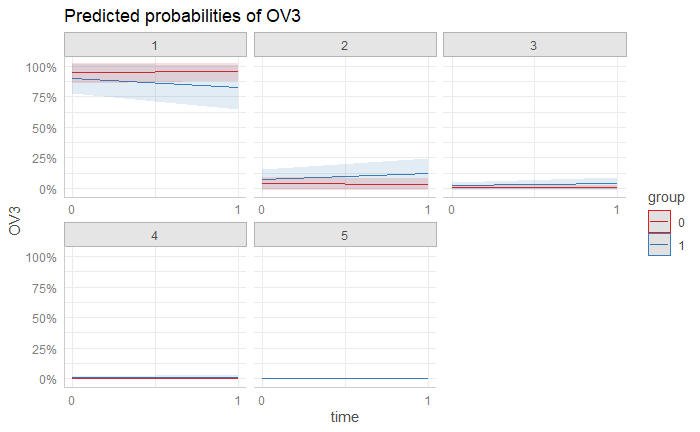 Predicted probabilities of OV3
1 2 3
100%
75%
50%
25%
0%
0 1 0 1 0 1
4 5
100%
75%
50%
25%
0%
0 1 0 1
OV3
time
group
0
1